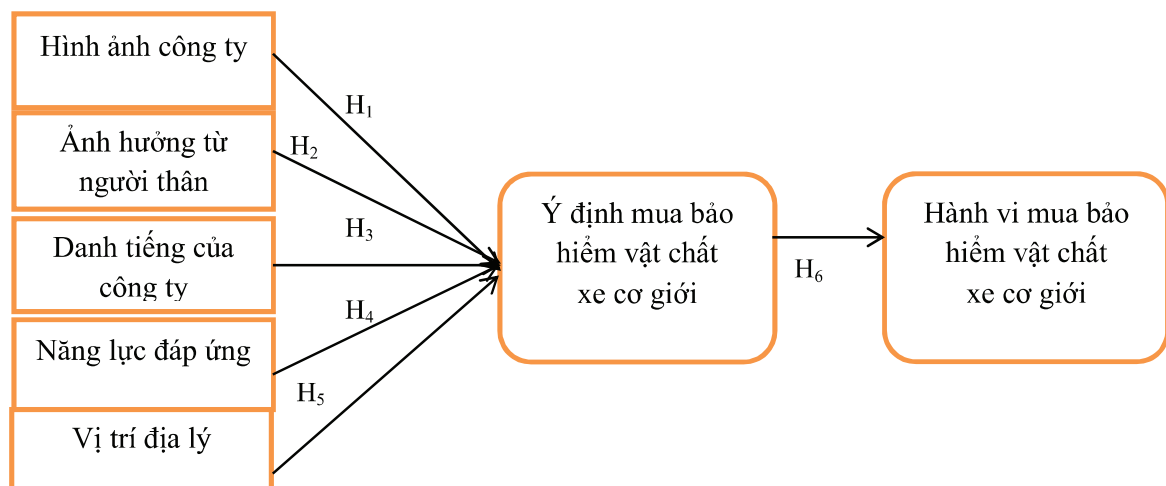 Hình ảnh công ty
H₁
Ảnh hưởng từ
người thân
H₂
Danh tiếng của
công ty
H₃
Năng lực đáp ứng
H₄
Vị trí địa lý
H₅
Ý định mua bảo
hiểm vật chất
xe cơ giới
H₆
Hành vi mua bảo
hiểm vật chất
xe cơ giới